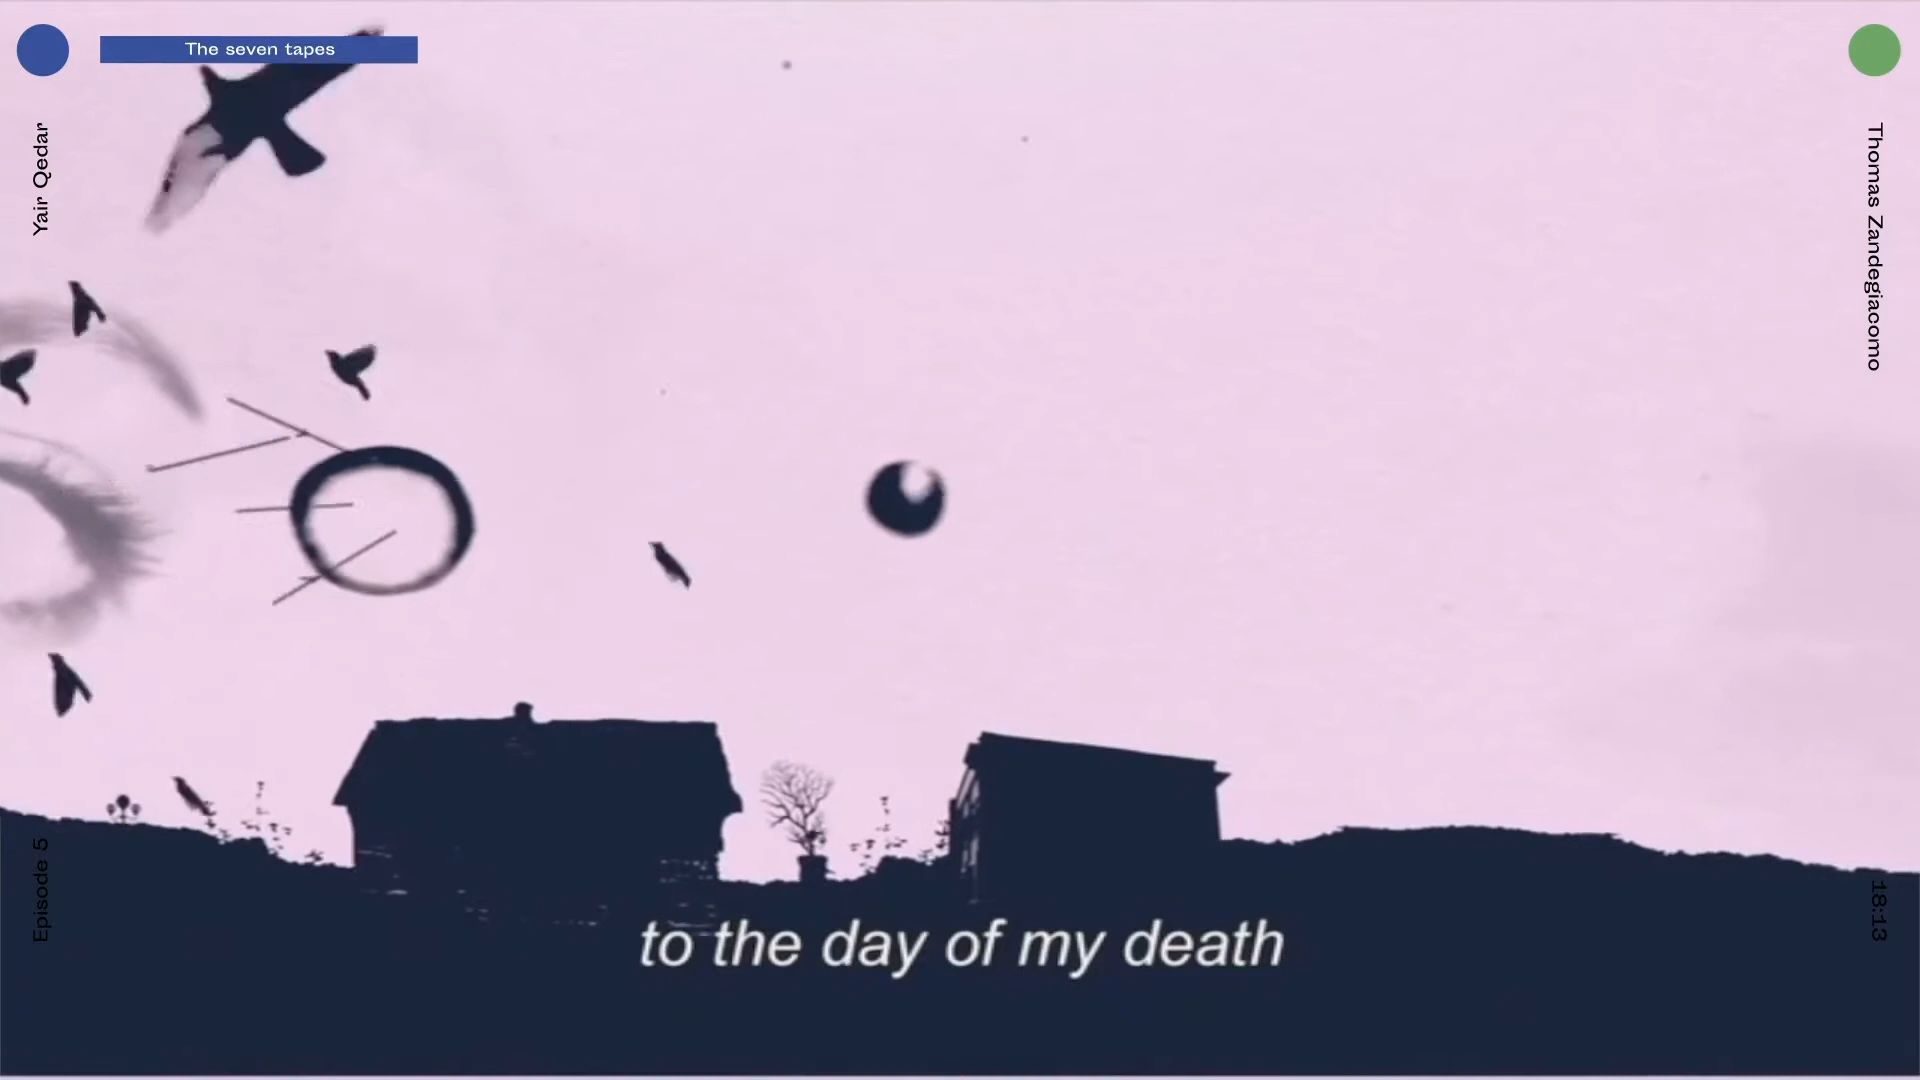 The seven tapes
Yair Qedar
Thomas Zandegiacomo
Episode 5
18:13
to the day of my death